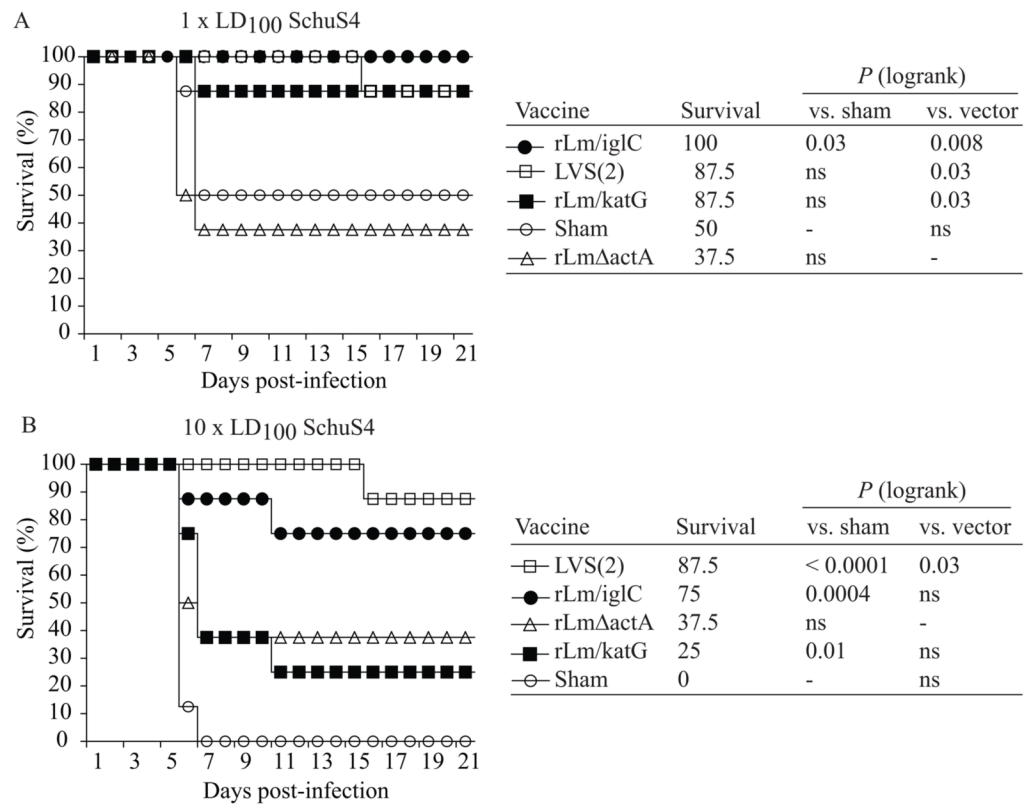 A
1 x LD100 SchuS4
Survival (%)
100
90
80
70
60
50
40
30
20
10
0
1 3 5 7 9 11 13 15 17 19 21
Days post-infection
P (logrank)
Vaccine Survival vs. sham vs. vector
rLm/iglC 100 0.03 0.008
LVS(2) 87.5 ns 0.03
rLm/katG 87.5 ns 0.03
Sham 50 - ns
rLmΔactA 37.5 ns -
B
10 x LD100 SchuS4
Survival (%)
100
90
80
70
60
50
40
30
20
10
0
1 3 5 7 9 11 13 15 17 19 21
Days post-infection
P (logrank)
Vaccine Survival vs. sham vs. vector
LVS(2) 87.5 < 0.0001 0.03
rLm/iglC 75 0.0004 ns
rLmΔactA 37.5 ns -
rLm/katG 25 0.01 ns
Sham 0 - ns